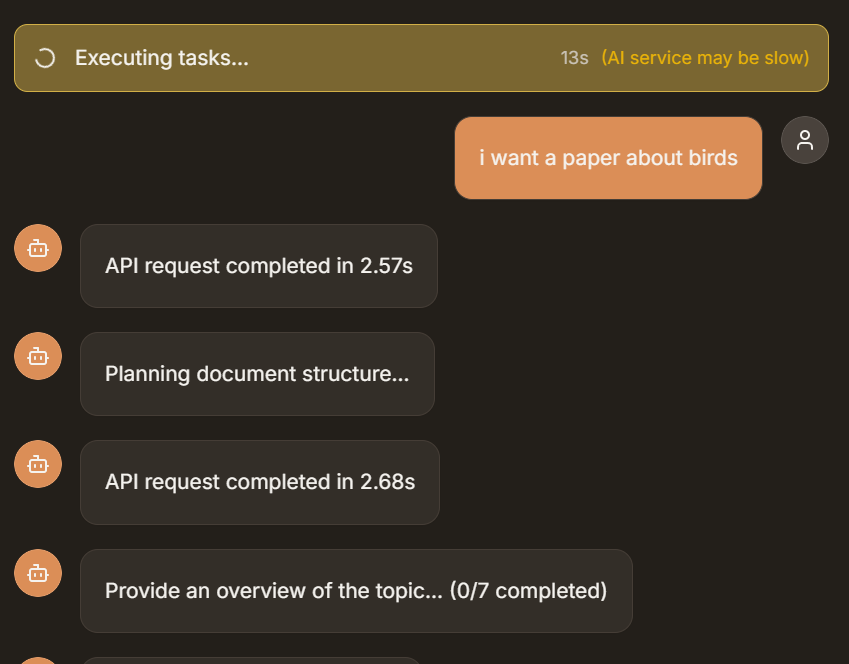 Executing tasks...
13s (AI service may be slow)
i want a paper about birds
API request completed in 2.57s
Planning document structure...
API request completed in 2.68s
Provide an overview of the topic... (0/7 completed)